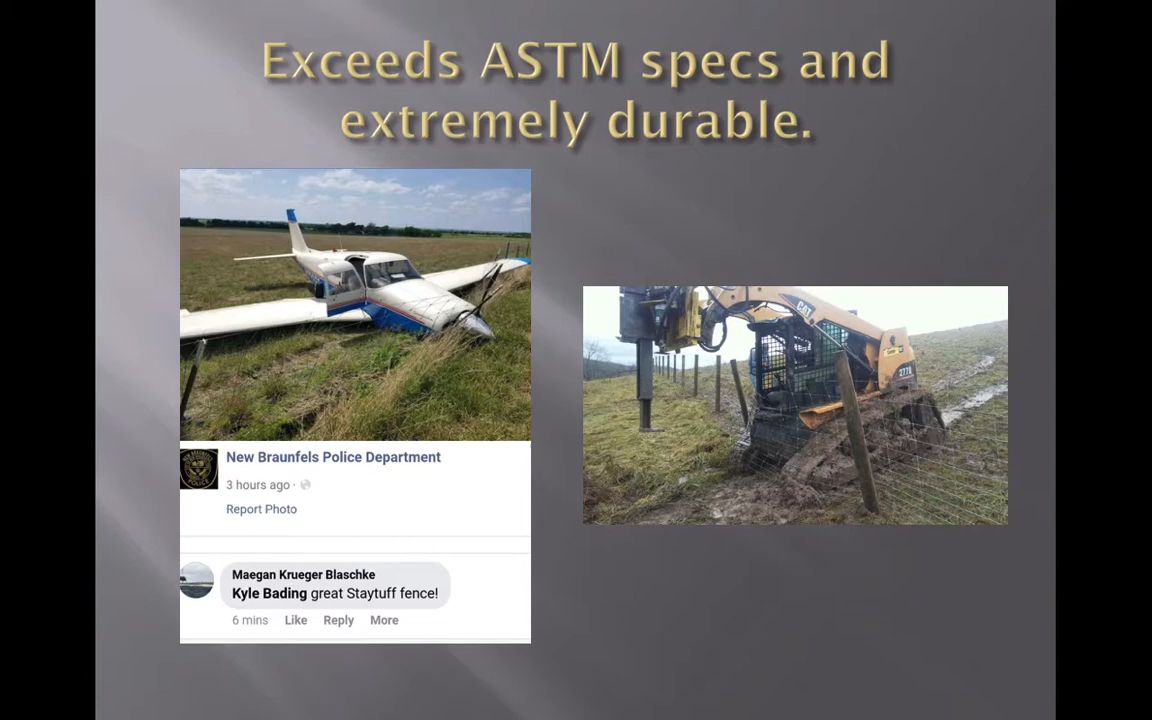 Exceeds ASTM specs and
extremely durable.
New Braunfels Police Department
3 hours ago ·
Report Photo
Maegan Krueger Blaschke
Kyle Bading great Staytuff fence!
6 mins Like Reply More
CAT